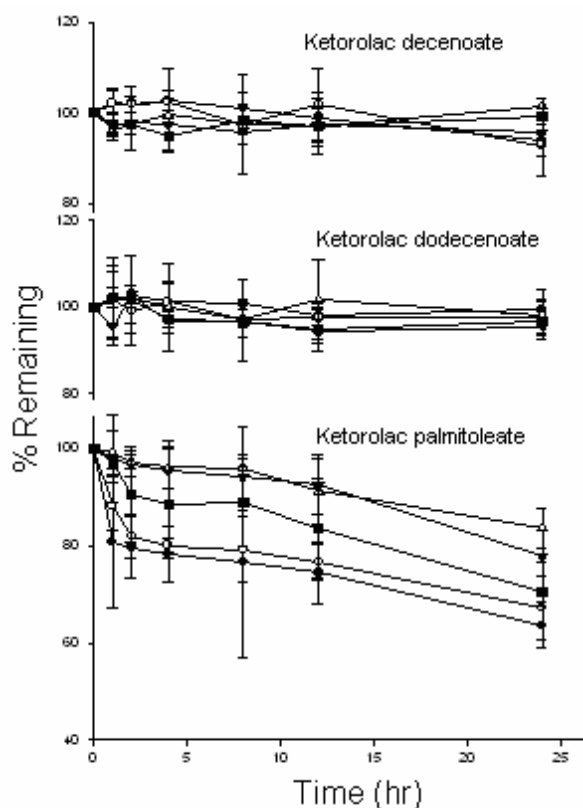 120
Ketorolac decenoate
100
80
120
Ketorolac dodecenoate
100
80
% Remaining
Ketorolac palmitoleate
100
80
60
40
0 5 10 15 20 25
Time (hr)